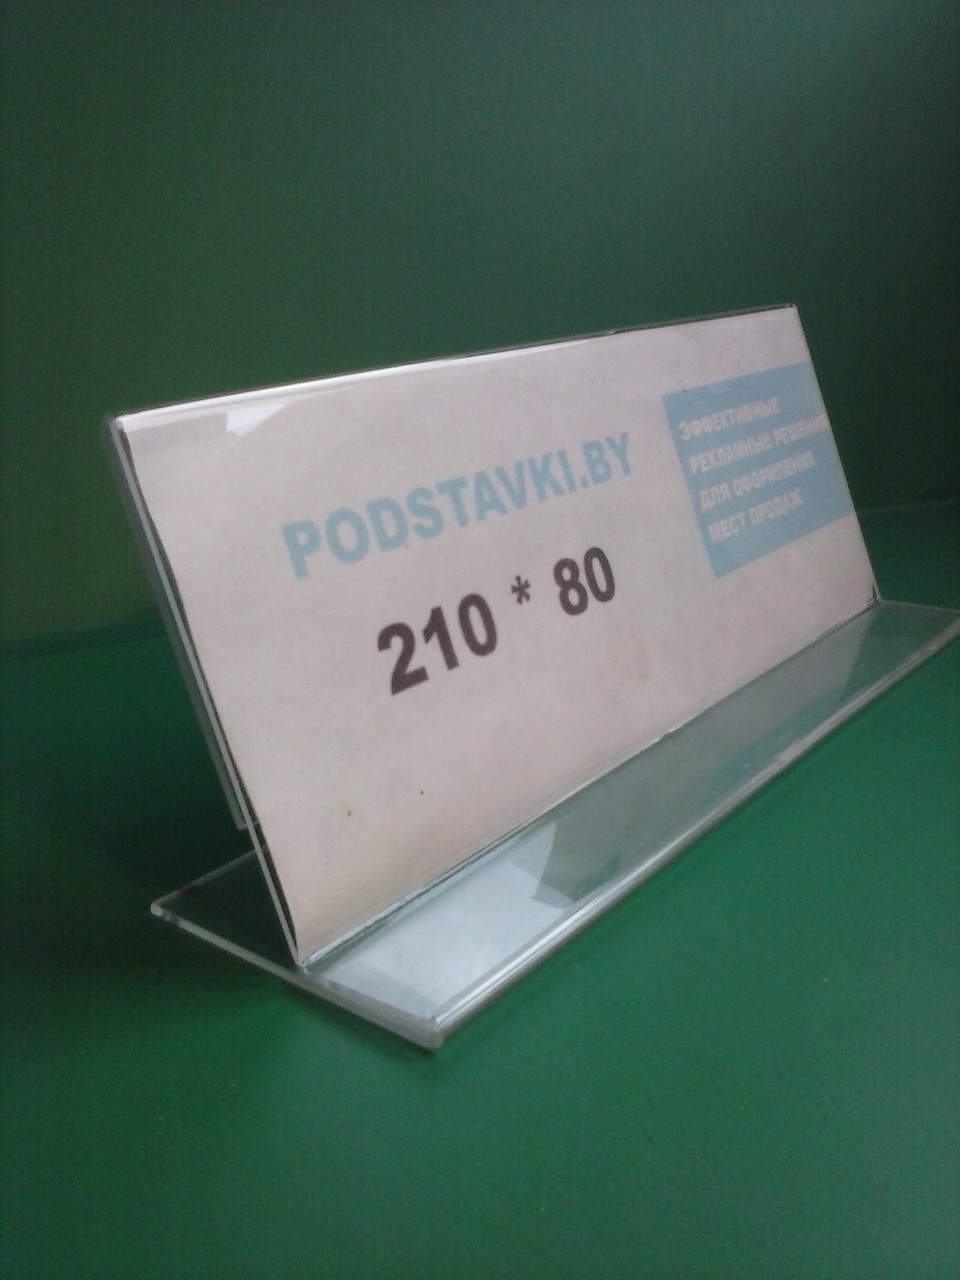 PODSTAVKI.BY
210 * 80
ЭФФЕКТИВНЫЕ
РЕКЛАМНЫЕ РЕШЕНИЯ
ДЛЯ ОФОРМЛЕНИЯ
МЕСТ ПРОДАЖ